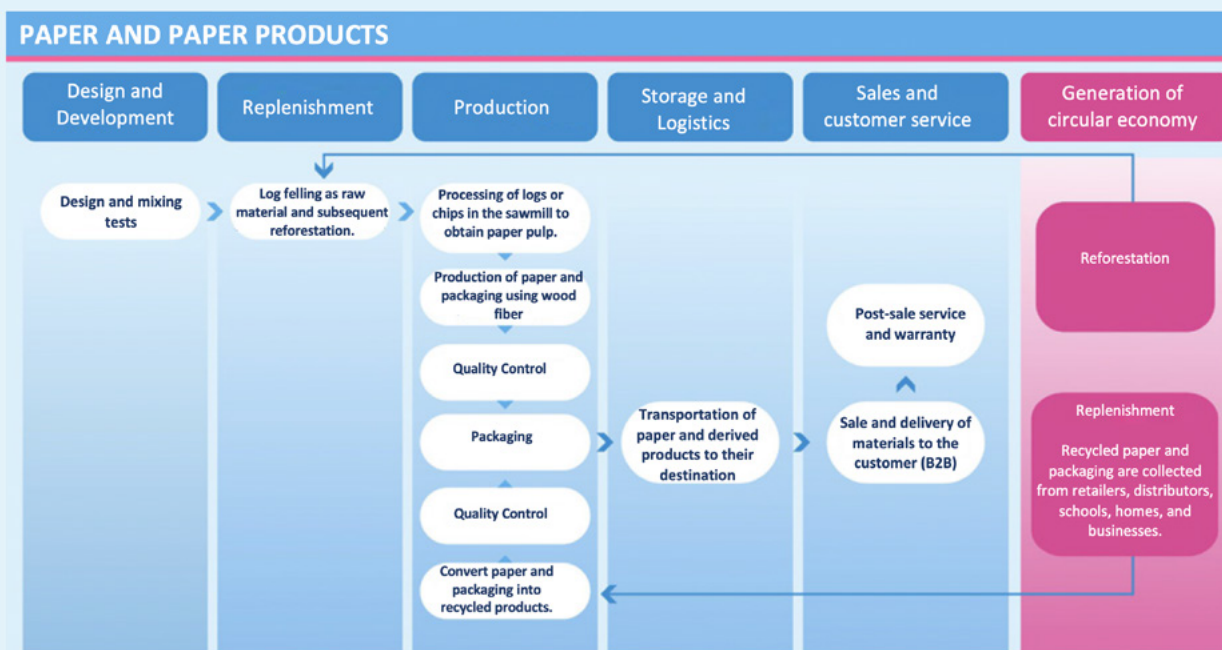 PAPER AND PAPER PRODUCTS
Design and
Development
Replenishment
Production
Storage and
Logistics
Sales and
customer service
Generation of
circular economy
Design and mixing
tests
Log felling as raw
material and subsequent
reforestation.
Processing of logs or
chips in the sawmill to
obtain paper pulp.
Production of paper and
packaging using wood
fiber
Quality Control
Packaging
Quality Control
Convert paper and
packaging into
recycled products.
Transportation of
paper and derived
products to their
destination
Post-sale service
and warranty
Sale and delivery of
materials to the
customer (B2B)
Reforestation
Replenishment
Recycled paper and
packaging are collected
from retailers, distributors,
schools, homes, and
businesses.